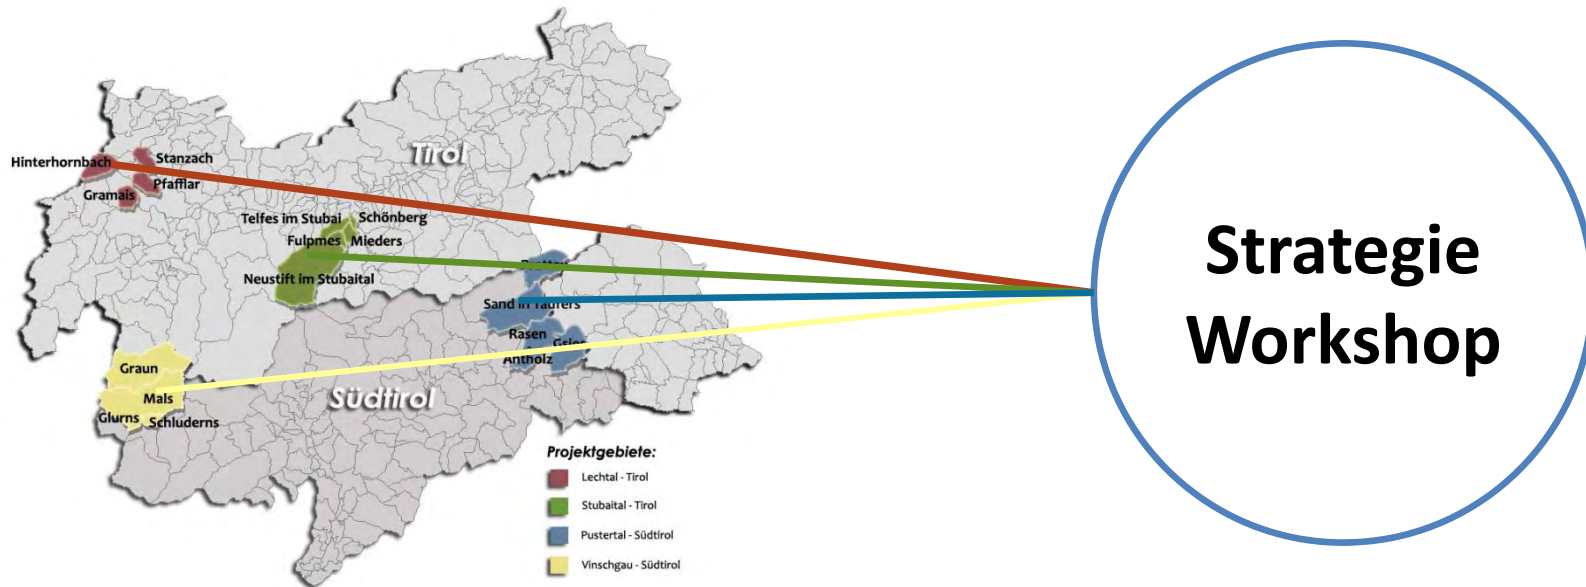 Tirol
Hinterhornbach
Stanzach
Pfafflar
Gramais
Telfes im Stubai
Schönberg
Fulpmes
Mieders
Neustift im Stubaital
Sand in Taufers
Rasen
Antholz
Graun
Mals
Glurns
Schluderns
Südtirol
Projektgebiete:
Lechtal - Tirol
Stubaital - Tirol
Pustertal - Südtirol
Vinschgau - Südtirol
Strategie
Workshop